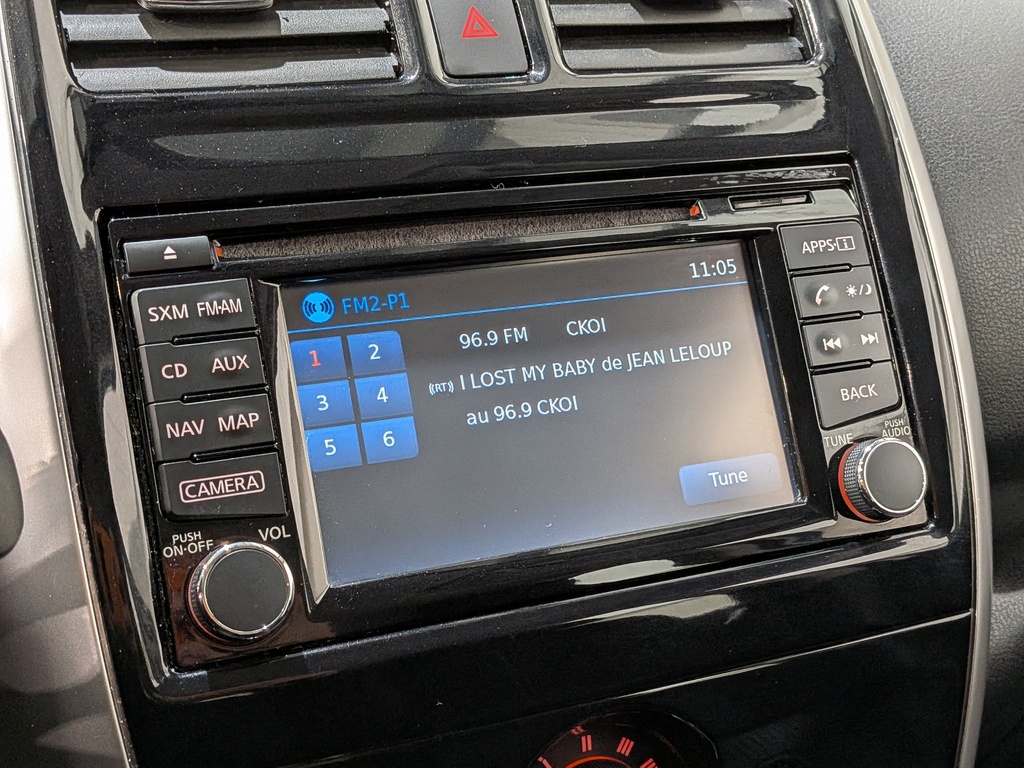 SXM FM·AM
CD AUX
NAV MAP
CAMERA
PUSH
ON·OFF
VOL
FM2-P1
11:05
1
2
3
4
5
6
96.9 FM CKOI
((RT)) I LOST MY BABY de JEAN LELOUP
au 96.9 CKOI
Tune
APPS·i
BACK
TUNE
PUSH
AUDIO